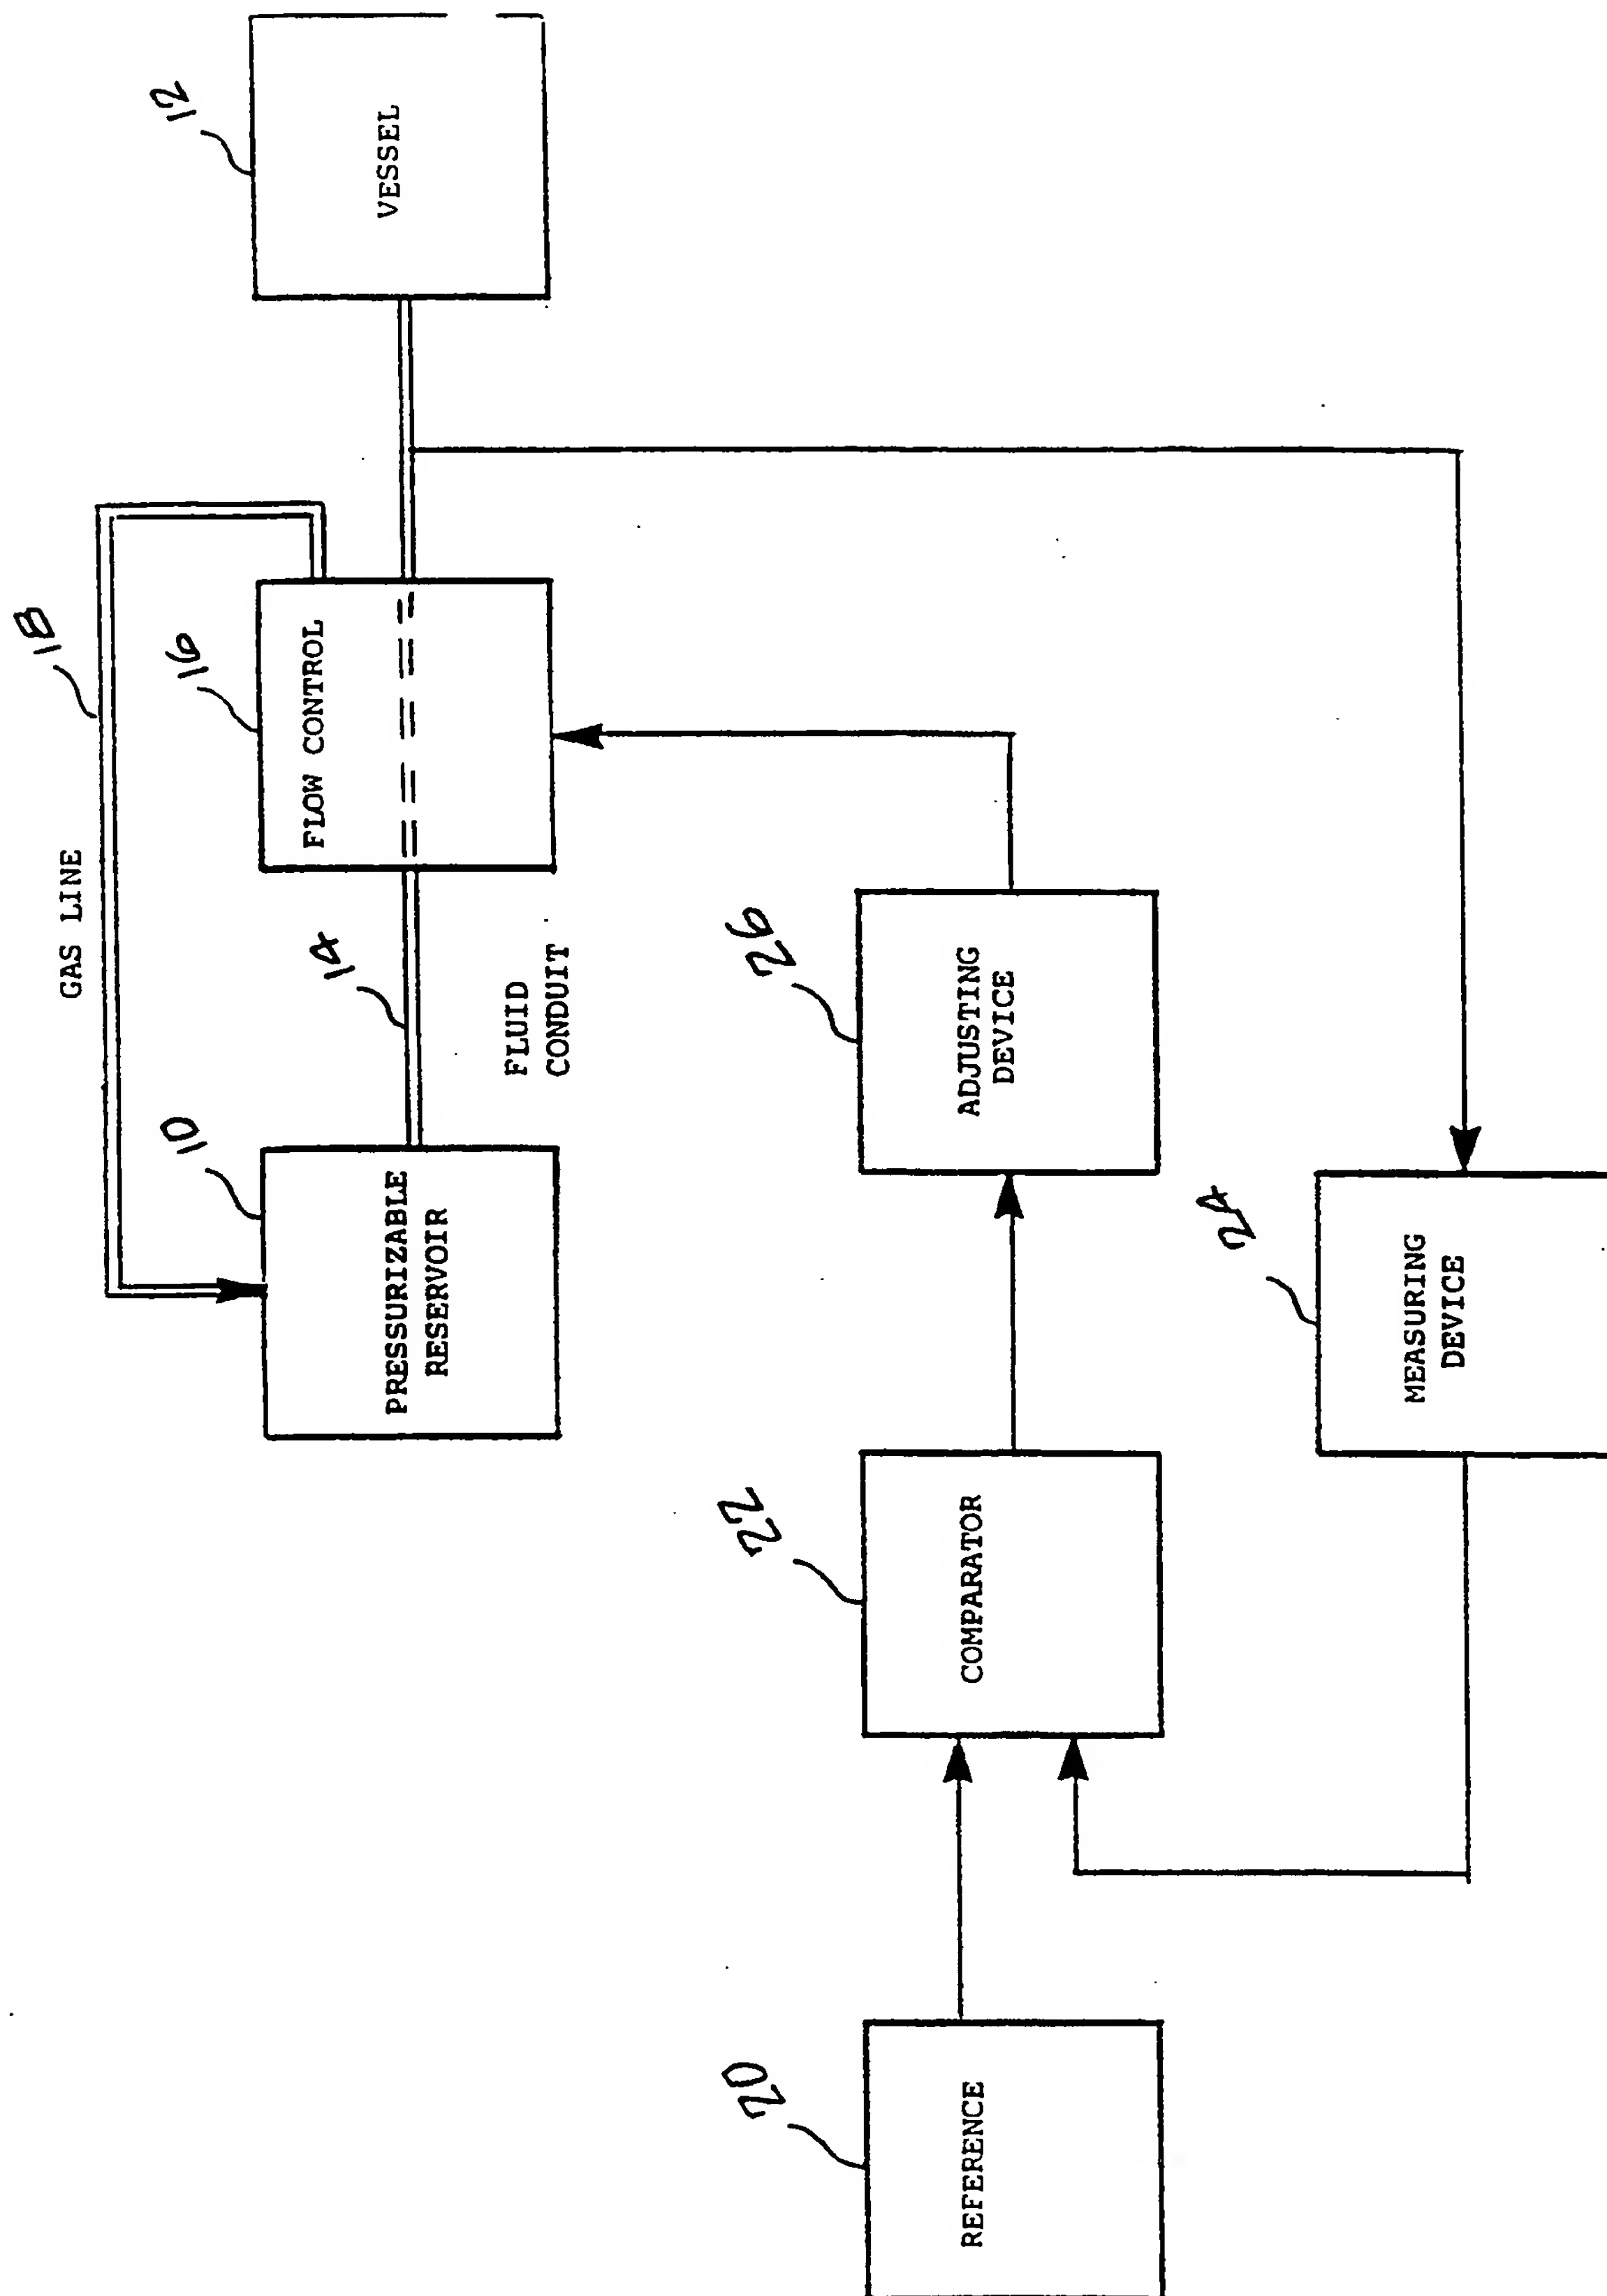 GAS LINE
18
10
PRESSURIZABLE
RESERVOIR
14
FLUID
CONDUIT
16
FLOW CONTROL
12
VESSEL
20
REFERENCE
22
COMPARATOR
26
ADJUSTING
DEVICE
24
MEASURING
DEVICE